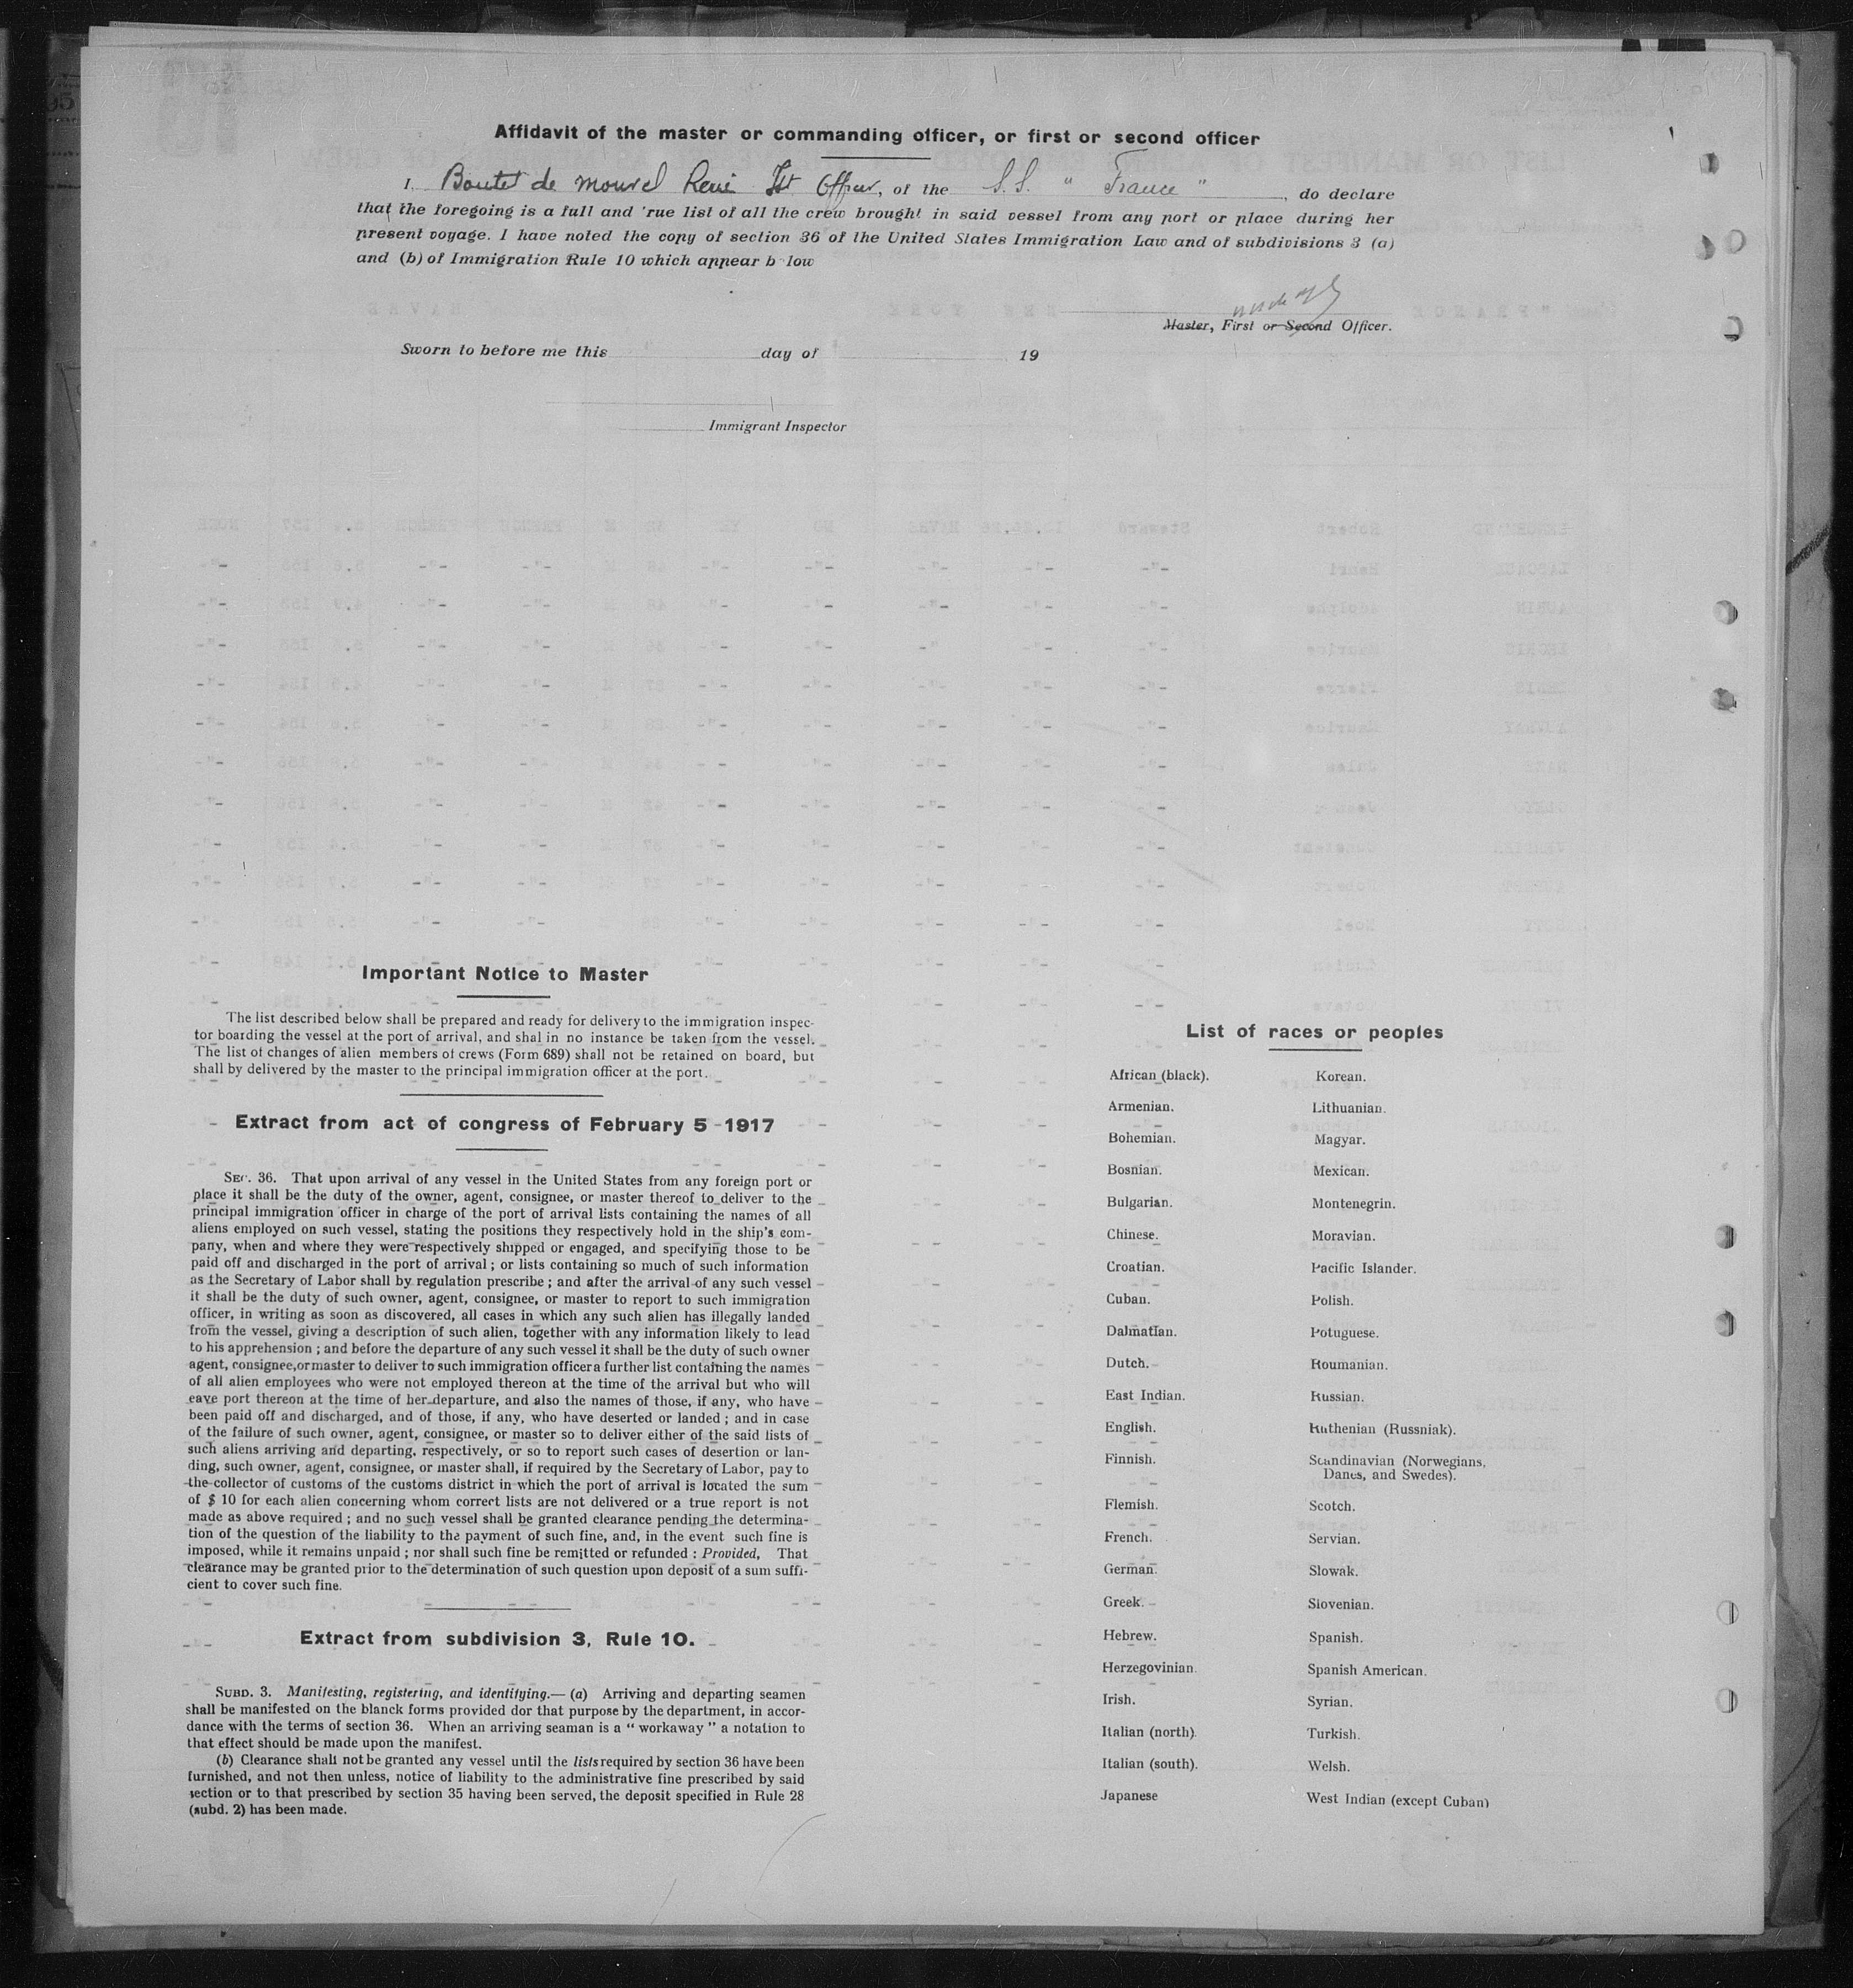 Affidavit of the master or commanding officer, or first or second officer
I. Boutet de Monvel René Ist Officer, of the S.S. " France ", do declare
that the foregoing is a full and rue list of all the crew brought in said vessel from any port or place during her
present voyage. I have noted the copy of section 36 of the United States Immigration Law and of subdivisions 3 (a)
and (b) of Immigration Rule 10 which appear b low
Master, First or Second Officer.
Sworn to before me this day of 19
Immigrant Inspector
Important Notice to Master
The list described below shall be prepared and ready for delivery to the immigration inspec-
tor boarding the vessel at the port of arrival, and shal in no instance be taken from the vessel.
The list of changes of alien members of crews (Form 689) shall not be retained on board, but
shall by delivered by the master to the principal immigration officer at the port.
Extract from act of congress of February 5 1917
SEC. 36. That upon arrival of any vessel in the United States from any foreign port or
place it shall be the duty of the owner, agent, consignee, or master thereof to deliver to the
principal immigration officer in charge of the port of arrival lists containing the names of all
aliens employed on such vessel, stating the positions they respectively hold in the ship's com-
pany, when and where they were respectively shipped or engaged, and specifying those to be
paid off and discharged in the port of arrival ; or lists containing so much of such information
as the Secretary of Labor shall by regulation prescribe ; and after the arrival of any such vessel
it shall be the duty of such owner, agent, consignee, or master to report to such immigration
officer, in writing as soon as discovered, all cases in which any such alien has illegally landed
from the vessel, giving a description of such alien, together with any information likely to lead
to his apprehension ; and before the departure of any such vessel it shall be the duty of such owner
agent, consignee, or master to deliver to such immigration officer a further list containing the names
of all alien employees who were not employed thereon at the time of the arrival but who will
eave port thereon at the time of her departure, and also the names of those, if any, who have
been paid off and discharged, and of those, if any, who have deserted or landed ; and in case
of the failure of such owner, agent, consignee, or master so to deliver either of the said lists of
such aliens arriving and departing, respectively, or so to report such cases of desertion or lan-
ding, such owner, agent, consignee, or master shall, if required by the Secretary of Labor, pay to
the collector of customs of the customs district in which the port of arrival is located the sum
of $ 10 for each alien concerning whom correct lists are not delivered or a true report is not
made as above required ; and no such vessel shall be granted clearance pending the determina-
tion of the question of the liability to the payment of such fine, and, in the event such fine is
imposed, while it remains unpaid ; nor shall such fine be remitted or refunded : Provided, That
clearance may be granted prior to the determination of such question upon deposit of a sum suffi-
cient to cover such fine.
Extract from subdivision 3, Rule 10.
SUBD. 3. Manifesting, registering, and identifying.— (a) Arriving and departing seamen
shall be manifested on the blanck forms provided dor that purpose by the department, in accor-
dance with the terms of section 36. When an arriving seaman is a " workaway " a notation to
that effect should be made upon the manifest.
(b) Clearance shall not be granted any vessel until the lists required by section 36 have been
furnished, and not then unless, notice of liability to the administrative fine prescribed by said
section or to that prescribed by section 35 having been served, the deposit specified in Rule 28
(subd. 2) has been made.
List of races or peoples
African (black).
Armenian.
Bohemian.
Bosnian.
Bulgarian.
Chinese.
Croatian.
Cuban.
Dalmatian.
Dutch.
East Indian.
English.
Finnish.
Flemish.
French.
German.
Greek.
Hebrew.
Herzegovinian.
Irish.
Italian (north).
Italian (south).
Japanese
Korean.
Lithuanian.
Magyar.
Mexican.
Montenegrin.
Moravian.
Pacific Islander.
Polish.
Potuguese.
Roumanian.
Russian.
Ruthenian (Russniak).
Scandinavian (Norwegians,
Danes, and Swedes).
Scotch.
Servian.
Slowak.
Slovenian.
Spanish.
Spanish American.
Syrian.
Turkish.
Welsh.
West Indian (except Cuban)